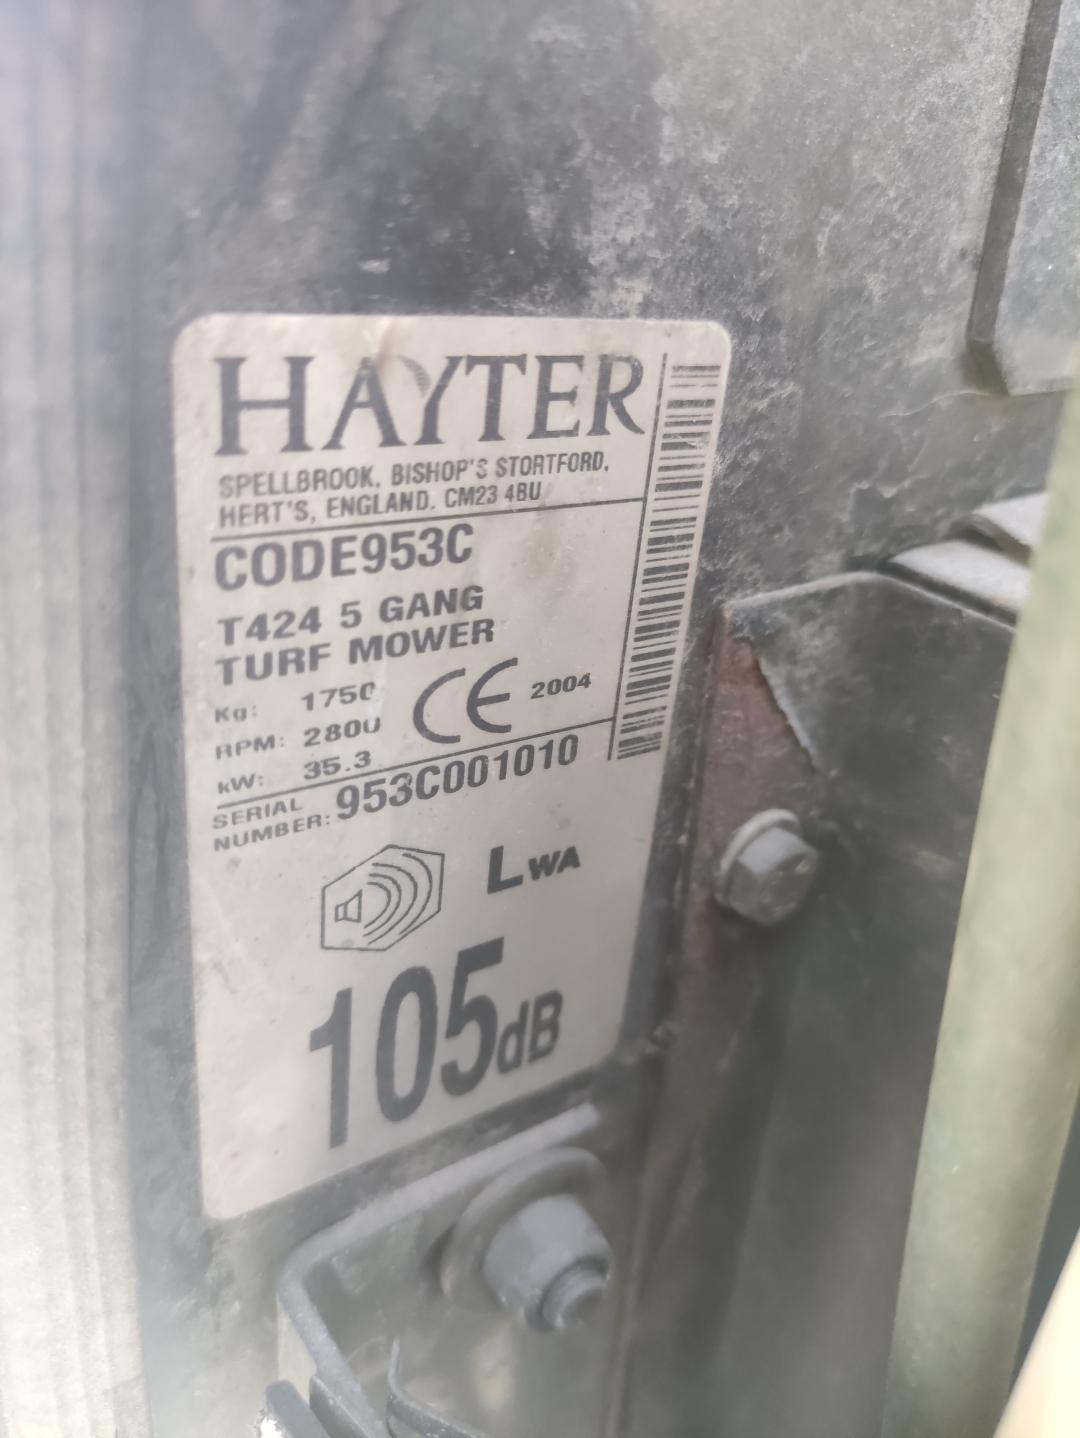 HAYTER
SPELLBROOK, BISHOP'S STORTFORD,
HERT'S, ENGLAND. CM23 4BU
CODE953C
T424 5 GANG
TURF MOWER
Kg: 1750
RPM: 2800
kW: 35.3
CE 2004
SERIAL
NUMBER: 953C001010
LWA
105dB